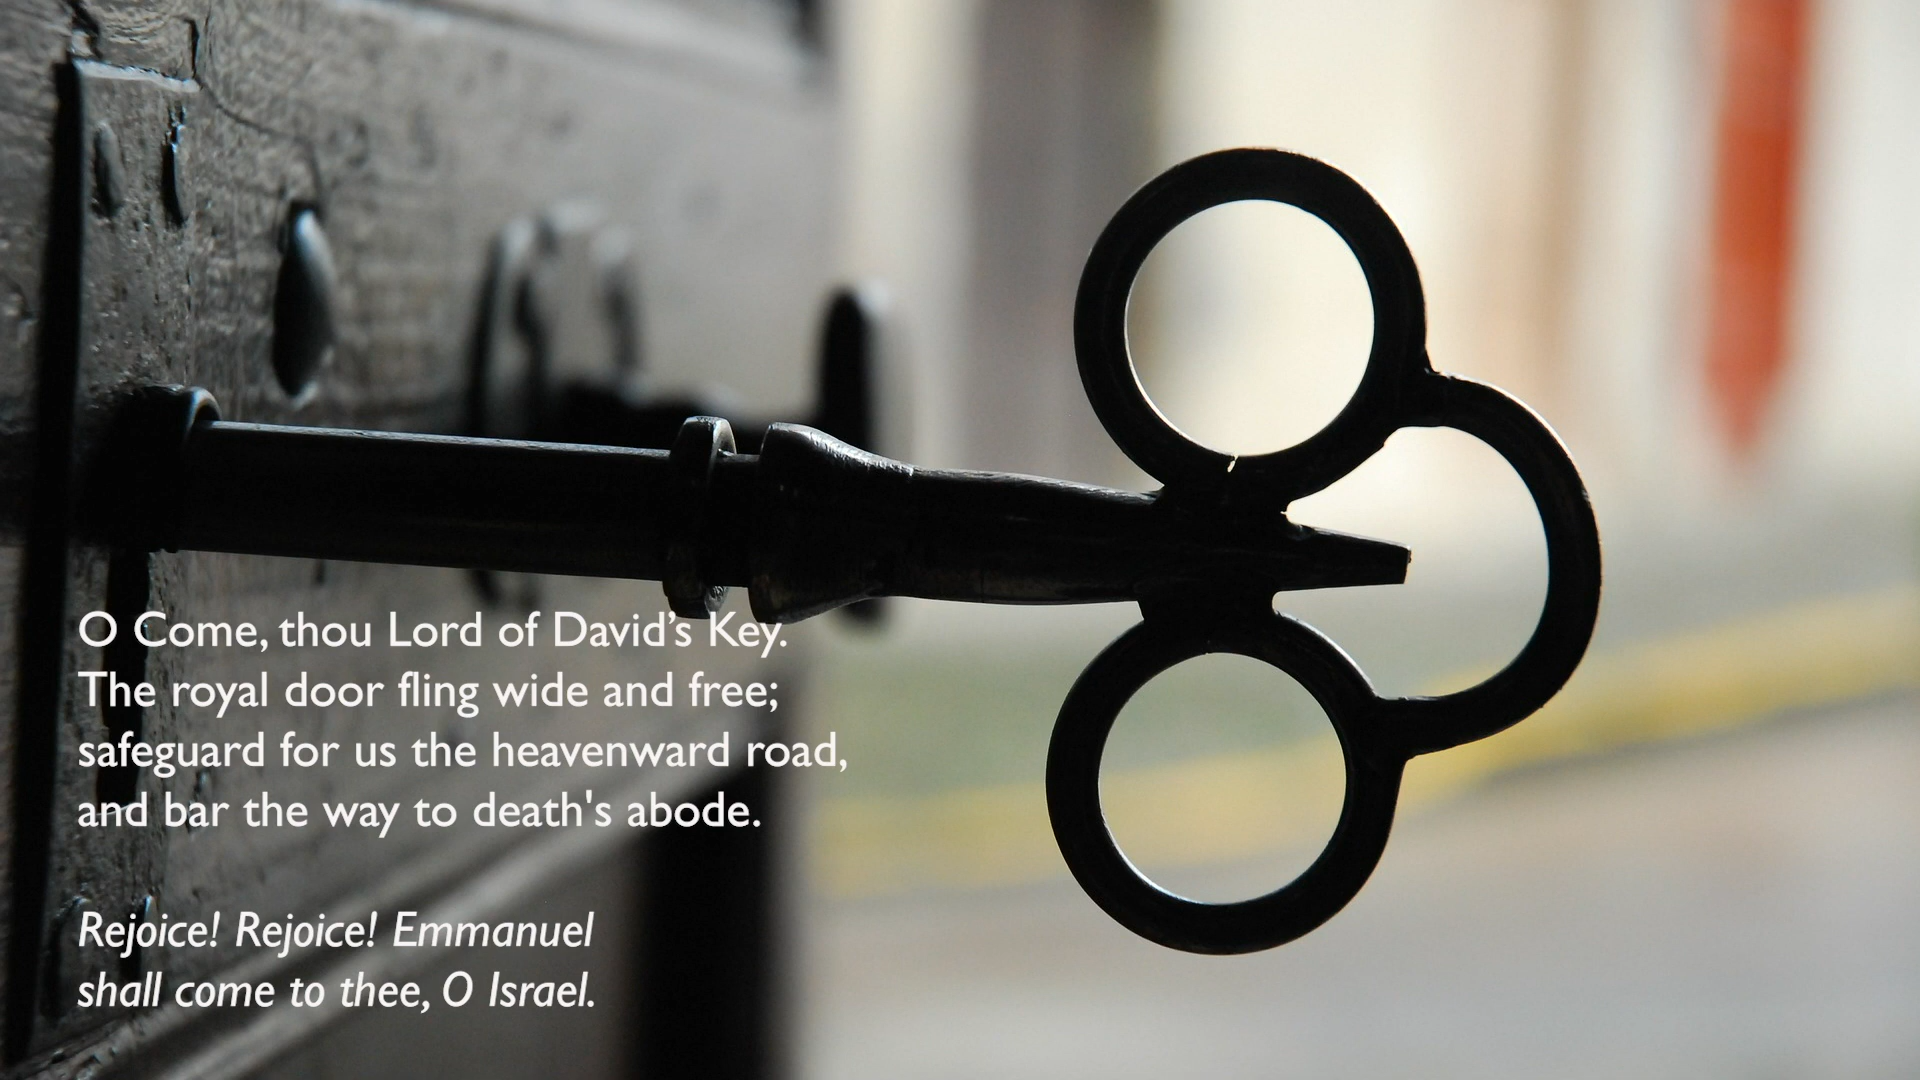 O Come, thou Lord of David’s Key.
The royal door fling wide and free;
safeguard for us the heavenward road,
and bar the way to death's abode.
Rejoice! Rejoice! Emmanuel
shall come to thee, O Israel.